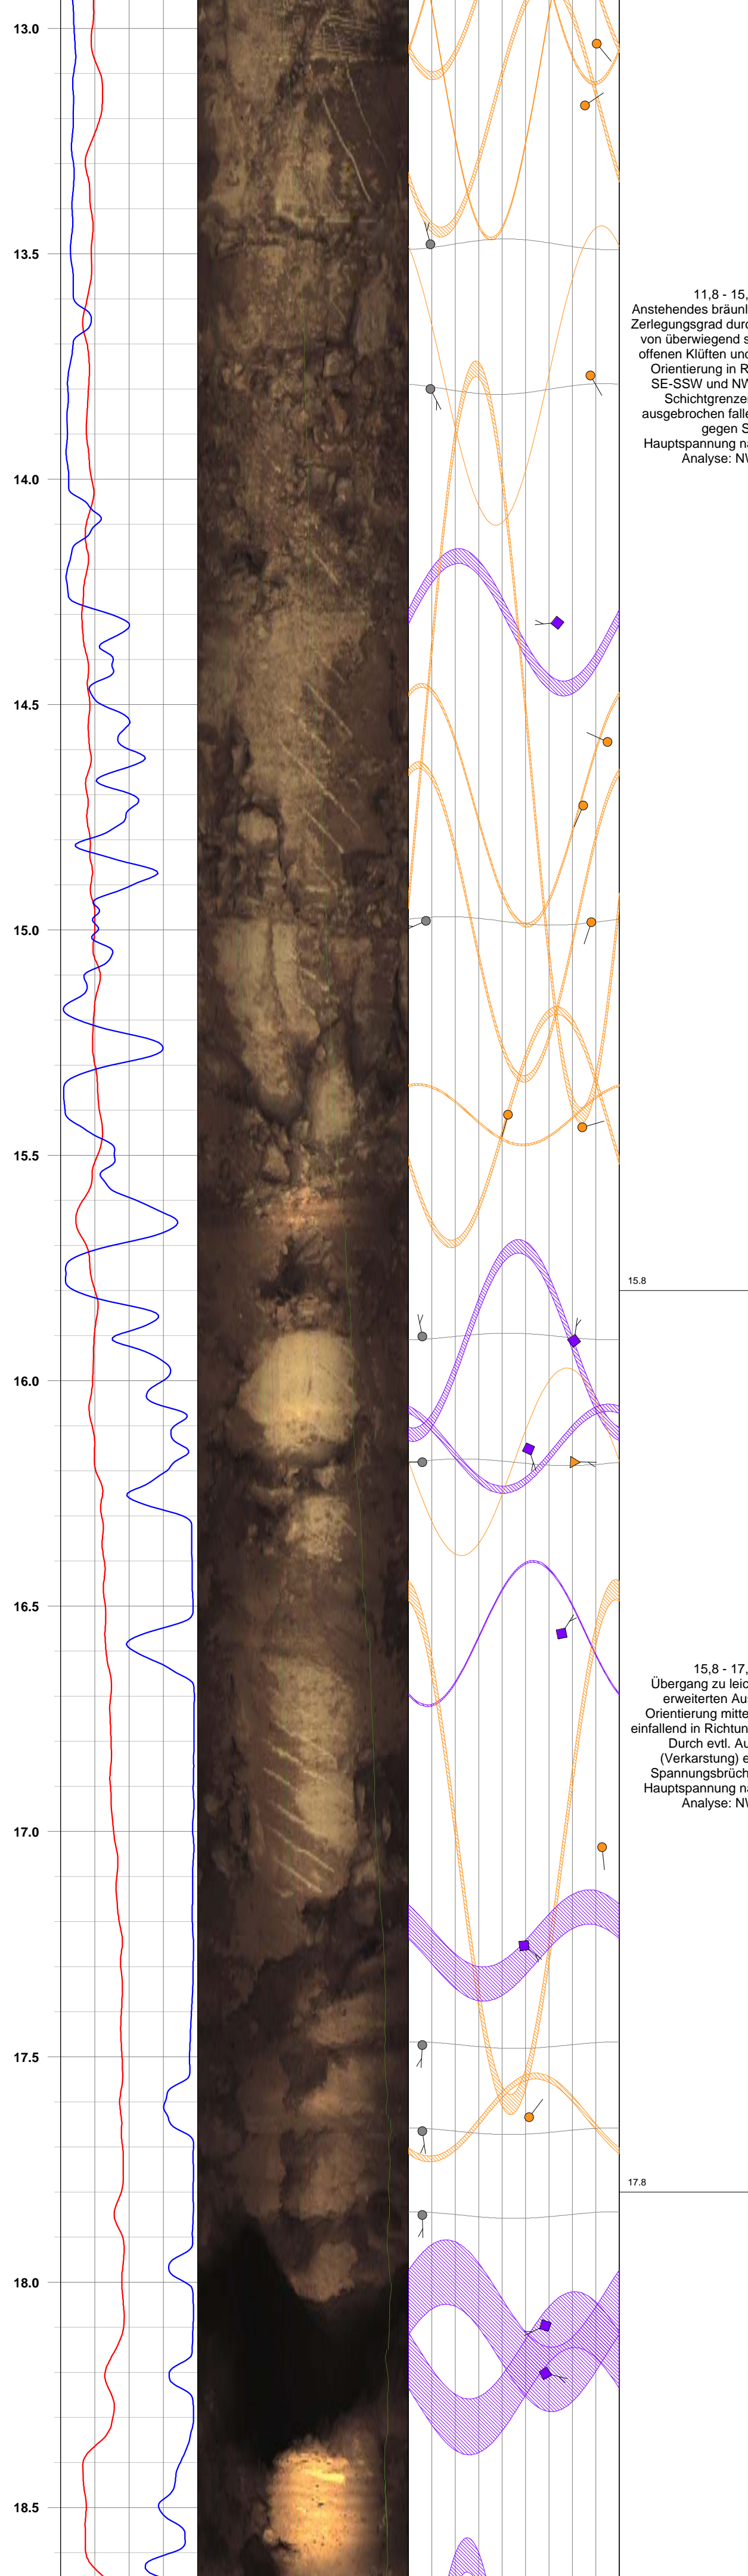 13.0
13.5
11,8 - 15,
Anstehendes bräunl
Zerlegungsgrad durc
von überwiegend s
offenen Klüften und
Orientierung in R
SE-SSW und NW
Schichtgrenze
ausgebrochen falle
gegen S
Hauptspannung na
Analyse: NV
14.0
14.5
15.0
15.5
15.8
16.0
16.5
15,8 - 17,
Übergang zu leic
erweiterten Aus
Orientierung mitte
einfallend in Richtun
Durch evtl. Au
(Verkarstung) e
Spannungsbrüch
Hauptspannung na
Analyse: NV
17.0
17.5
17.8
18.0
18.5